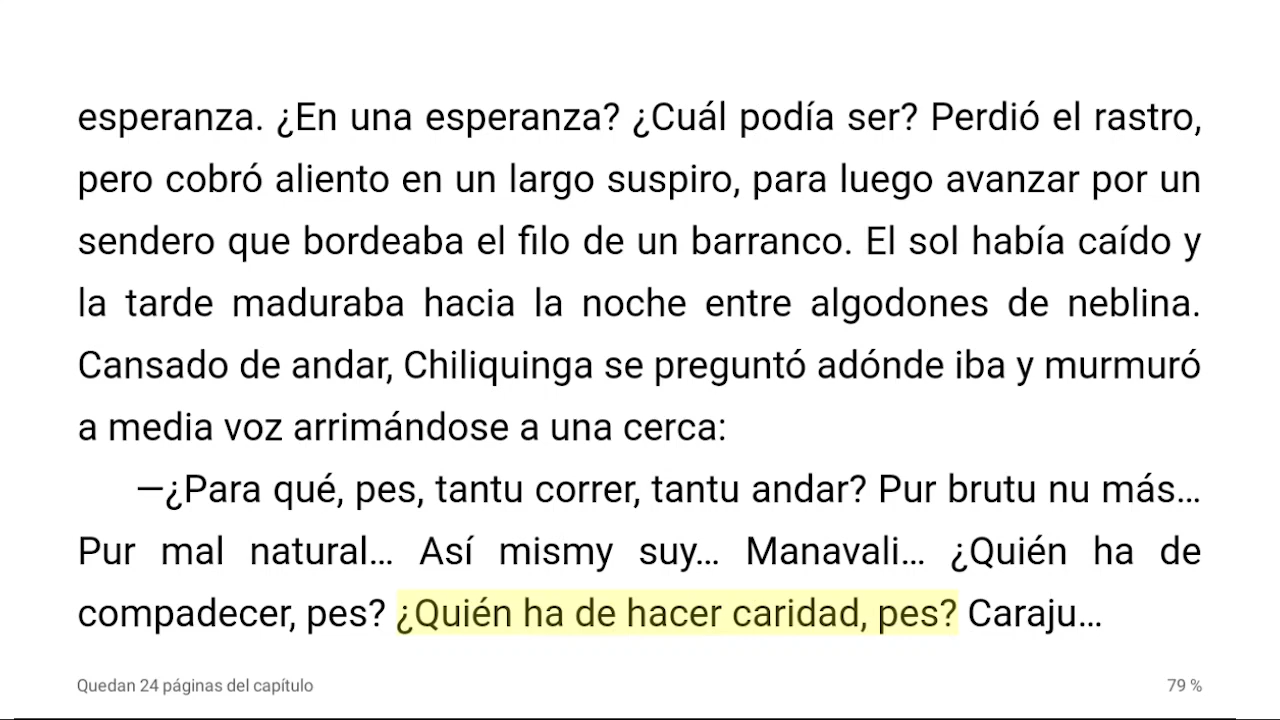 esperanza. ¿En una esperanza? ¿Cuál podía ser? Perdió el rastro,
pero cobró aliento en un largo suspiro, para luego avanzar por un
sendero que bordeaba el filo de un barranco. El sol había caído y
la tarde maduraba hacia la noche entre algodones de neblina.
Cansado de andar, Chiliquinga se preguntó adónde iba y murmuró
a media voz arrimándose a una cerca:
—¿Para qué, pes, tantu correr, tantu andar? Pur brutu nu más…
Pur mal natural… Así mismy suy… Manavali… ¿Quién ha de
compadecer, pes? ¿Quién ha de hacer caridad, pes? Caraju…
Quedan 24 páginas del capítulo
79 %